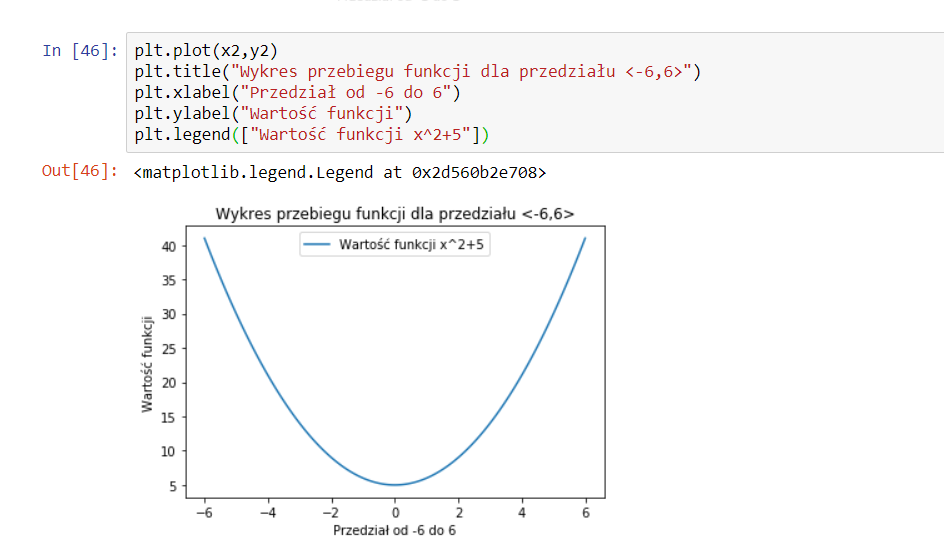 In [46]:
plt.plot(x2,y2)
plt.title("Wykres przebiegu funkcji dla przedziału <-6,6>")
plt.xlabel("Przedział od -6 do 6")
plt.ylabel("Wartość funkcji")
plt.legend(["Wartość funkcji x^2+5"])
Out[46]:
<matplotlib.legend.Legend at 0x2d560b2e708>
Wykres przebiegu funkcji dla przedziału <-6,6>
Wartość funkcji x^2+5
40
35
30
25
20
15
10
5
Wartość funkcji
−6 −4 −2 0 2 4 6
Przedział od -6 do 6